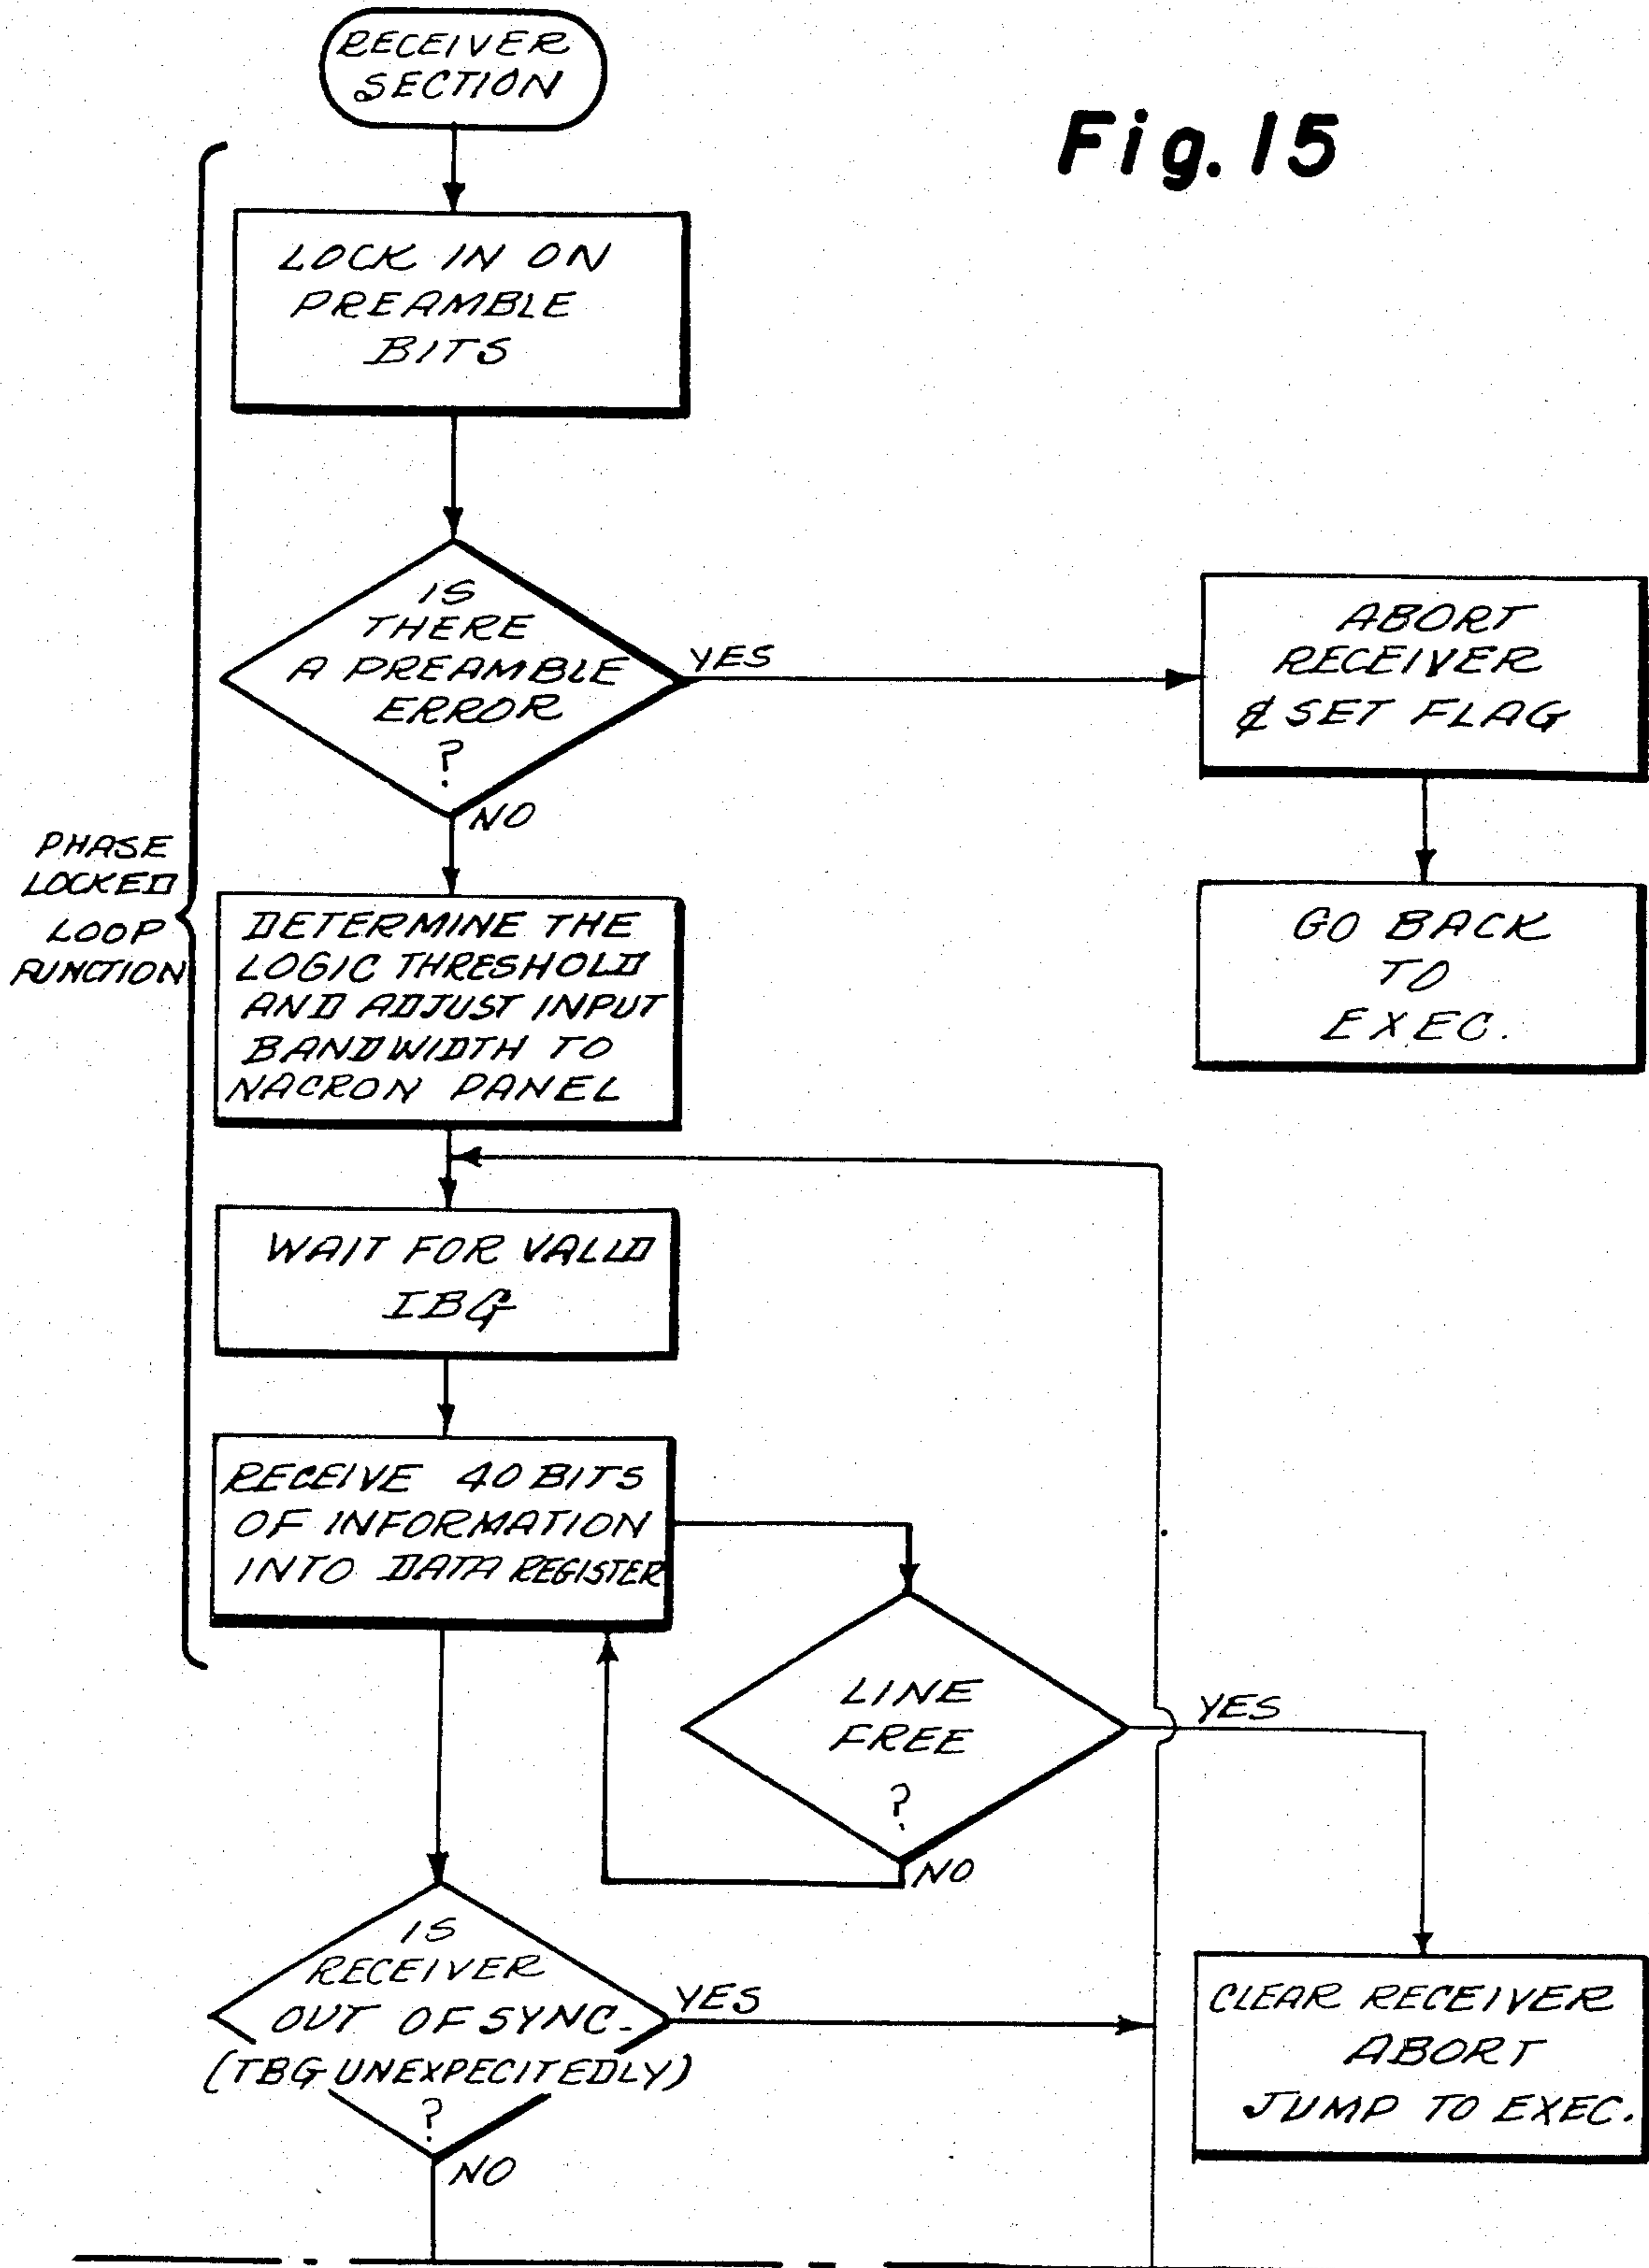 RECEIVER
SECTION
Fig. 15
LOCK IN ON
PREAMBLE
BITS
IS
THERE
A PREAMBLE
ERROR
?
YES
NO
ABORT
RECEIVER
& SET FLAG
GO BACK
TO
EXEC.
PHASE
LOCKED
LOOP
FUNCTION
DETERMINE THE
LOGIC THRESHOLD
AND ADJUST INPUT
BANDWIDTH TO
NACRON PANEL
WAIT FOR VALID
IBG
RECEIVE 40 BITS
OF INFORMATION
INTO DATA REGISTER
LINE
FREE
?
YES
NO
IS
RECEIVER
OUT OF SYNC.
(TBG UNEXPECITEDLY)
?
YES
NO
CLEAR RECEIVER
ABORT
JUMP TO EXEC.